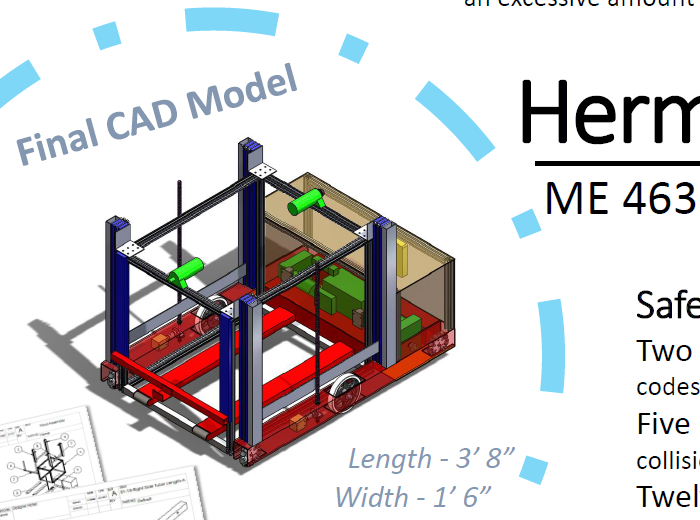 an excessive amount
Final CAD Model
Herm
ME 463
Safe
Two
codes
Five
collisi
Twel
Length - 3’ 8”
Width - 1’ 6”